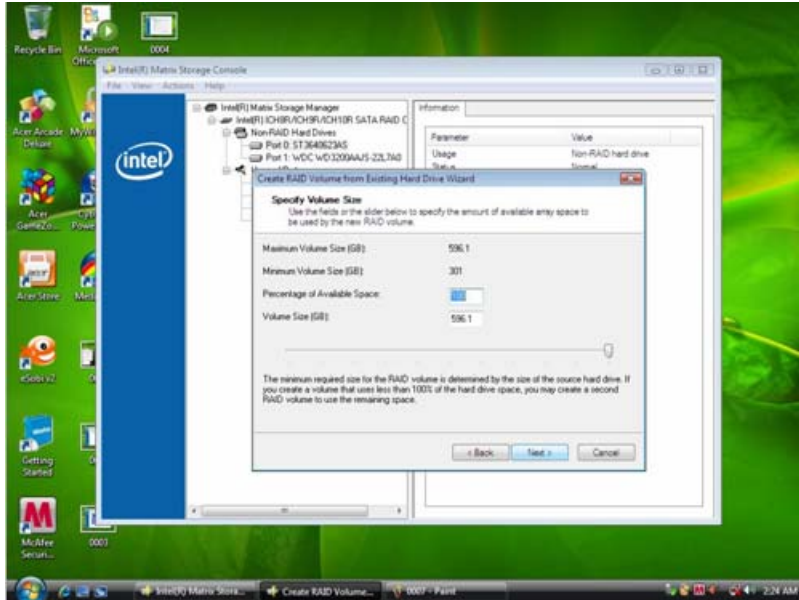 Recycle Bin
Microsoft
Office
0004
Acer Arcade
Deluxe
Acer
GameZo...
Acer Store
eSobi v2
Getting
Started
McAfee
Securi...
0003
Intel(R) Matrix Storage Console
File View Actions Help
Intel(R) Matrix Storage Manager
Intel(R) ICH8R/ICH9R/ICH10R SATA RAID C
Non-RAID Hard Drives
Port 0: ST3640623AS
Port 1: WDC WD3200AAJS-22L7A0
intel
Information
Parameter Value
Usage Non-RAID hard drive
Status Normal
Create RAID Volume from Existing Hard Drive Wizard
Specify Volume Size
Use the fields or the slider below to specify the amount of available array space to
be used by the new RAID volume.
Maximum Volume Size (GB): 596.1
Minimum Volume Size (GB): 301
Percentage of Available Space: 100
Volume Size (GB): 596.1
The minimum required size for the RAID volume is determined by the size of the source hard drive. If
you create a volume that uses less than 100% of the hard drive space, you may create a second
RAID volume to use the remaining space.
< Back Next > Cancel
Intel(R) Matrix Stora... Create RAID Volume... 0007 - Paint 2:24 AM